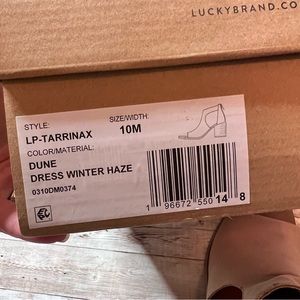 LUCKYBRAND.CO
STYLE:
SIZE/WIDTH:
LP-TARRINAX
10M
COLOR/MATERIAL:
DUNE
DRESS WINTER HAZE
0310DM0374
1 96672 550 14 8